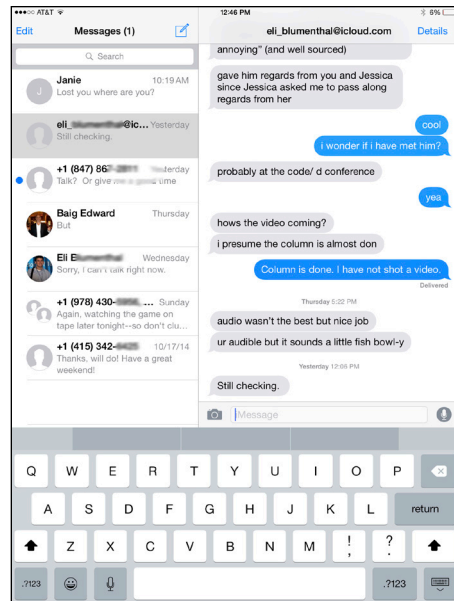 AT&T
12:46 PM
6%
Edit
Messages (1)
eli_blumenthal@icloud.com
Details
Search
J
Janie
10:19 AM
Lost you where are you?
eli_ @ic... Yesterday
Still checking.
+1 (847) 86 Yesterday
Talk? Or give time
Baig Edward
Thursday
But
Eli B
Wednesday
Sorry, I can't talk right now.
+1 (978) 430- , ... Sunday
Again, watching the game on
tape later tonight--so don't clu...
+1 (415) 342-
10/17/14
Thanks, will do! Have a great
weekend!
annoying" (and well sourced)
gave him regards from you and Jessica
since Jessica asked me to pass along
regards from her
cool
i wonder if i have met him?
probably at the code/ d conference
yea
hows the video coming?
i presume the column is almost don
Column is done. I have not shot a video.
Delivered
Thursday 5:22 PM
audio wasn't the best but nice job
ur audible but it sounds a little fish bowl-y
Yesterday 12:08 PM
Still checking.
Message
Q W E R T Y U I O P
A S D F G H J K L return
Z X C V B N M ! , ? .
.?123 .?123